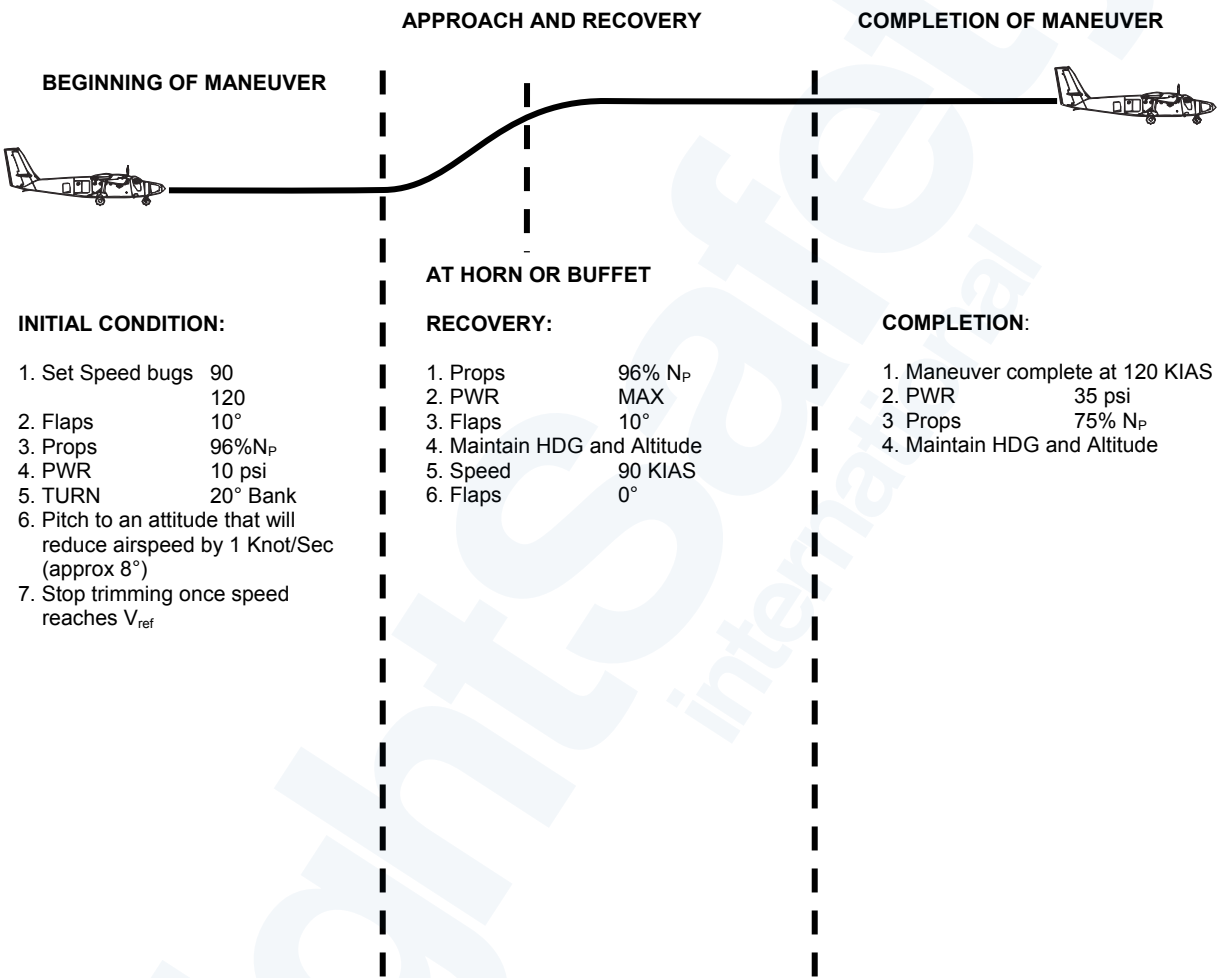 APPROACH AND RECOVERY
COMPLETION OF MANEUVER
BEGINNING OF MANEUVER
AT HORN OR BUFFET
INITIAL CONDITION:
1. Set Speed bugs 90
120
2. Flaps 10°
3. Props 96%NP
4. PWR 10 psi
5. TURN 20° Bank
6. Pitch to an attitude that will
reduce airspeed by 1 Knot/Sec
(approx 8°)
7. Stop trimming once speed
reaches Vref
RECOVERY:
1. Props 96% NP
2. PWR MAX
3. Flaps 10°
4. Maintain HDG and Altitude
5. Speed 90 KIAS
6. Flaps 0°
COMPLETION:
1. Maneuver complete at 120 KIAS
2. PWR 35 psi
3 Props 75% NP
4. Maintain HDG and Altitude
ghtSafety
international